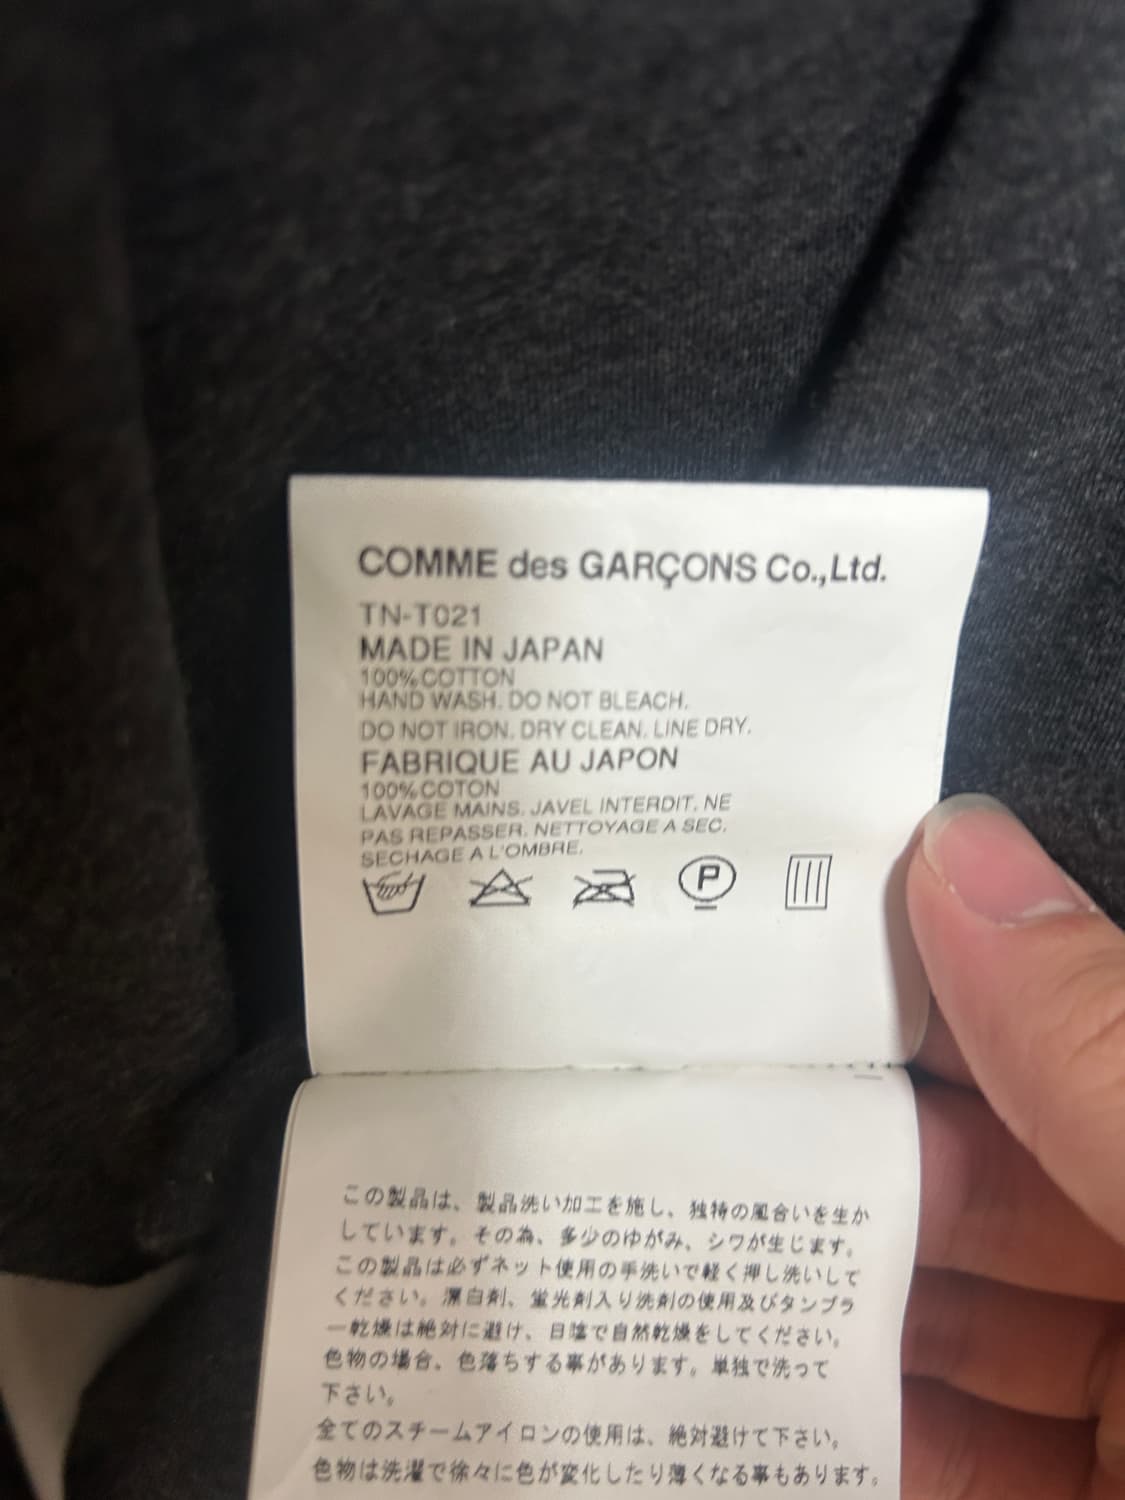 COMME des GARÇONS Co.,Ltd.
TN-T021
MADE IN JAPAN
100% COTTON
HAND WASH. DO NOT BLEACH.
DO NOT IRON. DRY CLEAN. LINE DRY.
FABRIQUE AU JAPON
100% COTON
LAVAGE MAINS. JAVEL INTERDIT. NE
PAS REPASSER. NETTOYAGE A SEC.
SECHAGE A L'OMBRE.
P
この製品は、製品洗い加工を施し、独特の風合いを生か
しています。その為、多少のゆがみ、シワが生じます。
この製品は必ずネット使用の手洗いで軽く押し洗いして
ください。漂白剤、蛍光剤入り洗剤の使用及びタンブラ
ー乾燥は絶対に避け、日陰で自然乾燥をしてください。
色物の場合、色落ちする事があります。単独で洗って
下さい。
全てのスチームアイロンの使用は、絶対避けて下さい。
色物は洗濯で徐々に色が変化したり薄くなる事もあります。